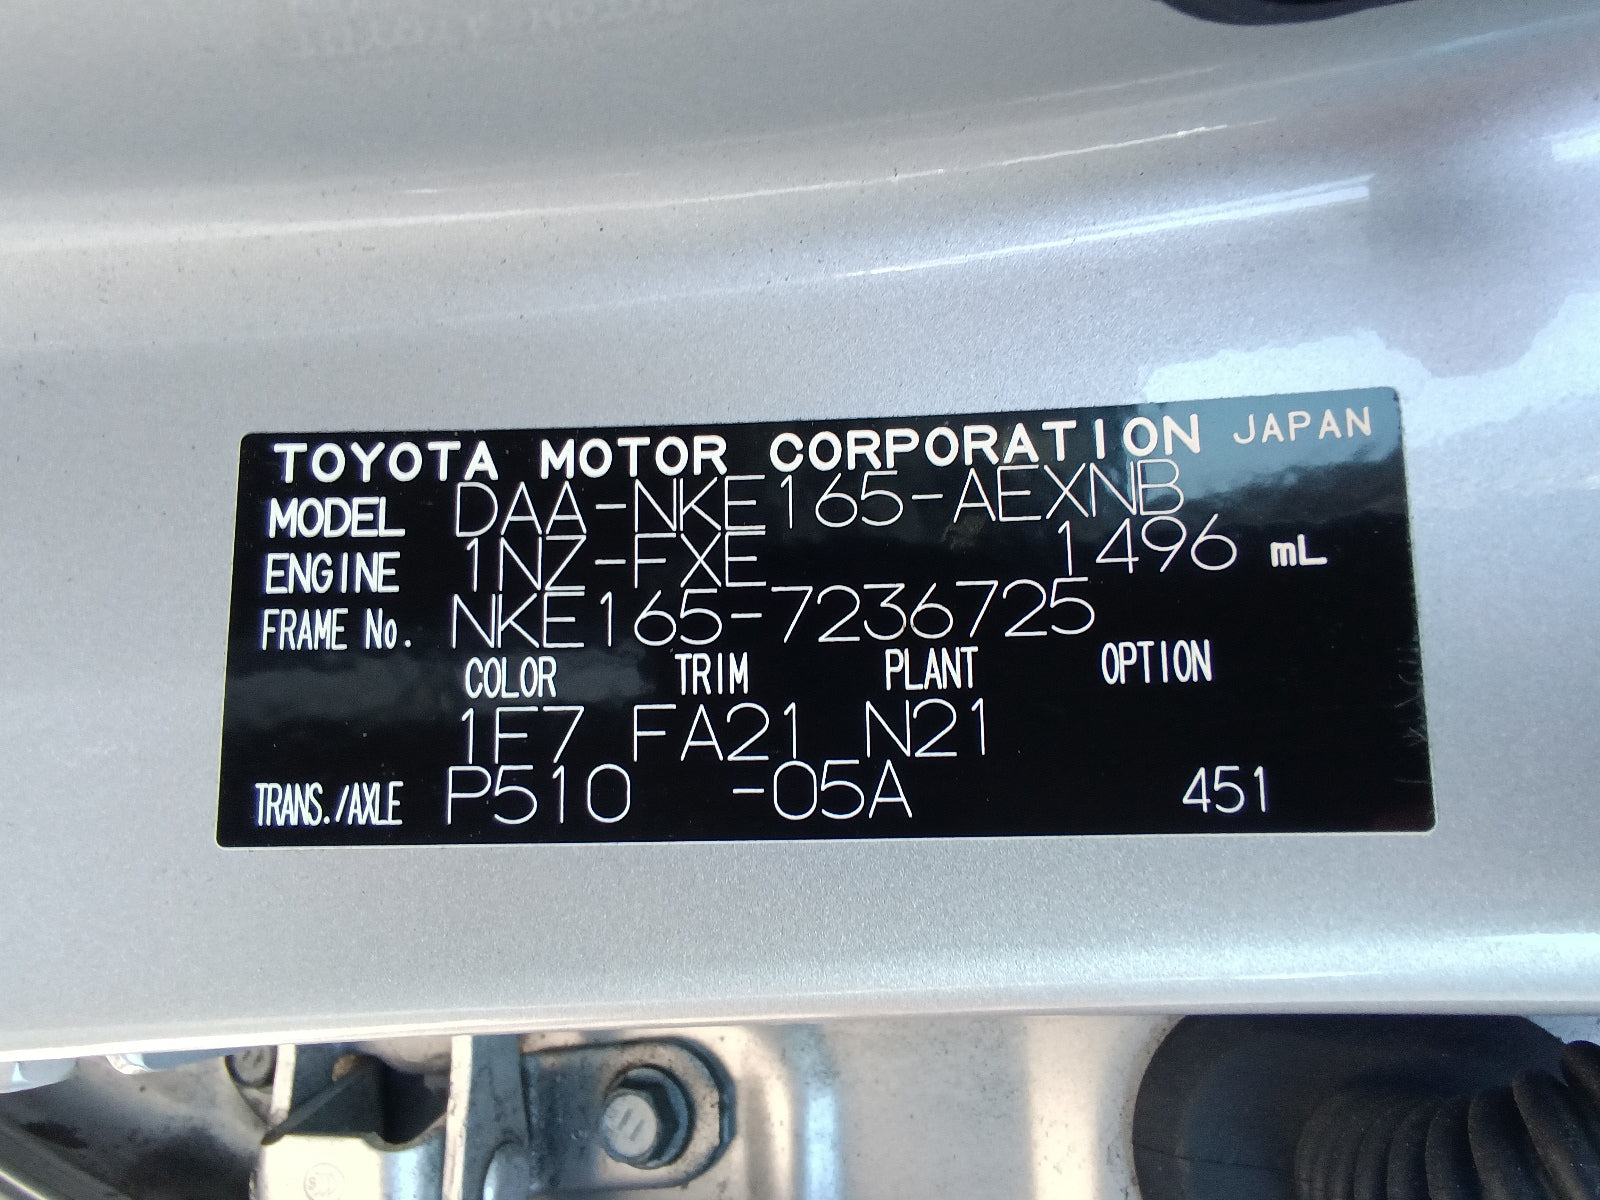 TOYOTA MOTOR CORPORATION JAPAN
MODEL DAA-NKE165-AEXNB
ENGINE 1NZ-FXE 1496 mL
FRAME No. NKE165-7236725
COLOR TRIM PLANT OPTION
1F7 FA21 N21
TRANS./AXLE P510 -05A 451